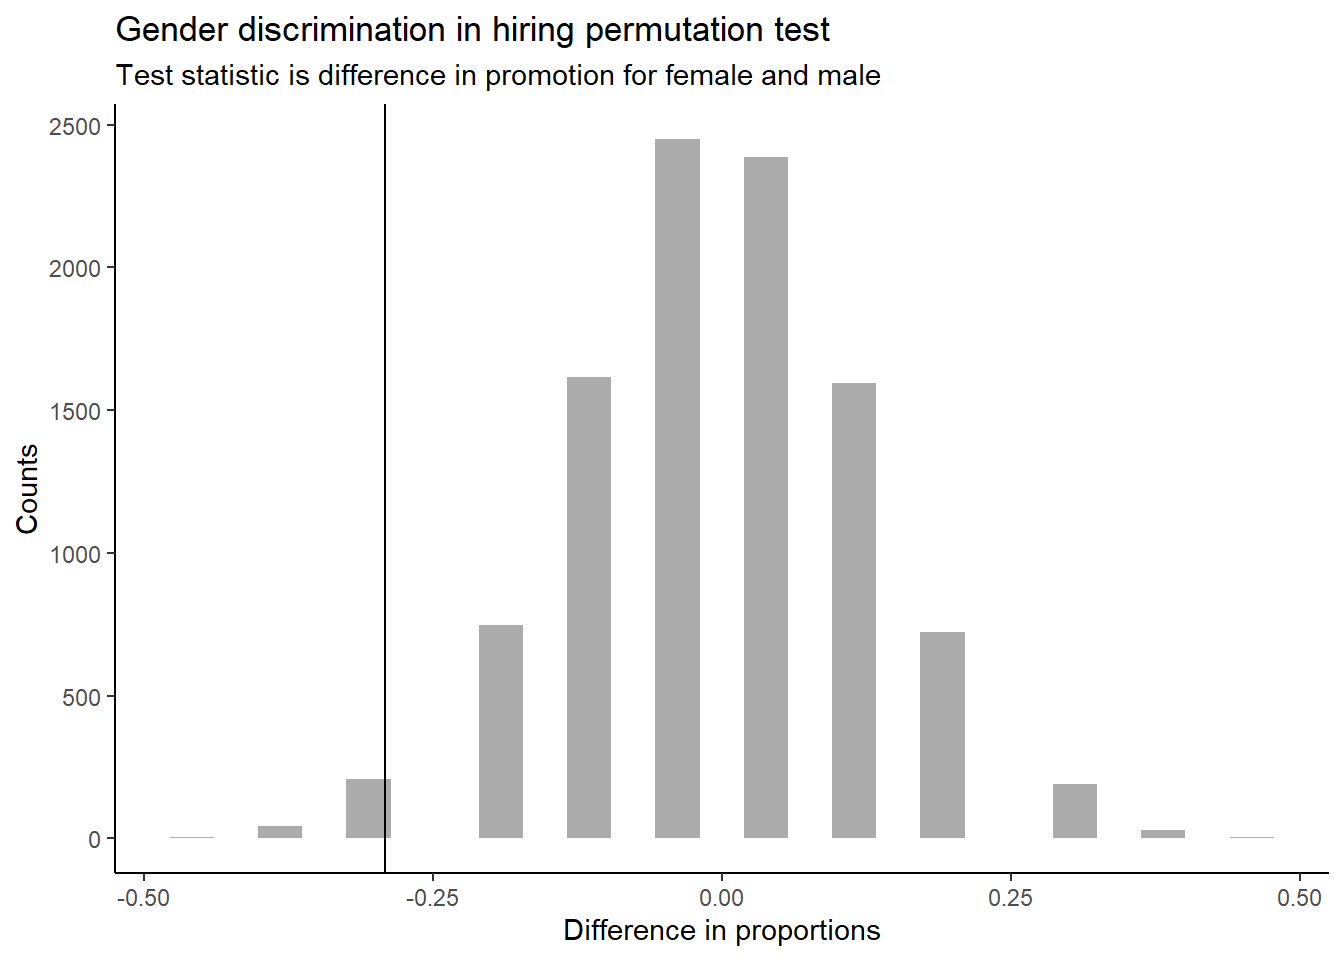 Gender discrimination in hiring permutation test
Test statistic is difference in promotion for female and male
2500
2000
1500
1000
500
0
Counts
-0.50
-0.25
0.00
0.25
0.50
Difference in proportions